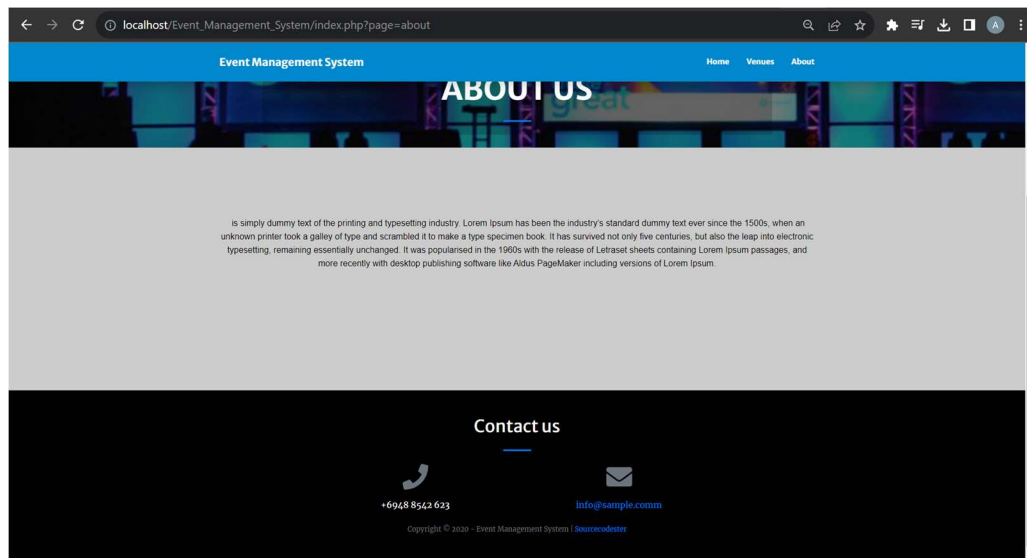 localhost/Event_Management_System/index.php?page=about
A
Event Management System
Home Venues About
ABOUT US
great
is simply dummy text of the printing and typesetting industry. Lorem Ipsum has been the industry's standard dummy text ever since the 1500s, when an
unknown printer took a galley of type and scrambled it to make a type specimen book. It has survived not only five centuries, but also the leap into electronic
typesetting, remaining essentially unchanged. It was popularised in the 1960s with the release of Letraset sheets containing Lorem Ipsum passages, and
more recently with desktop publishing software like Aldus PageMaker including versions of Lorem Ipsum.
Contact us
+6948 8542 623 info@sample.comm
Copyright © 2020 - Event Management System | Sourcecodester